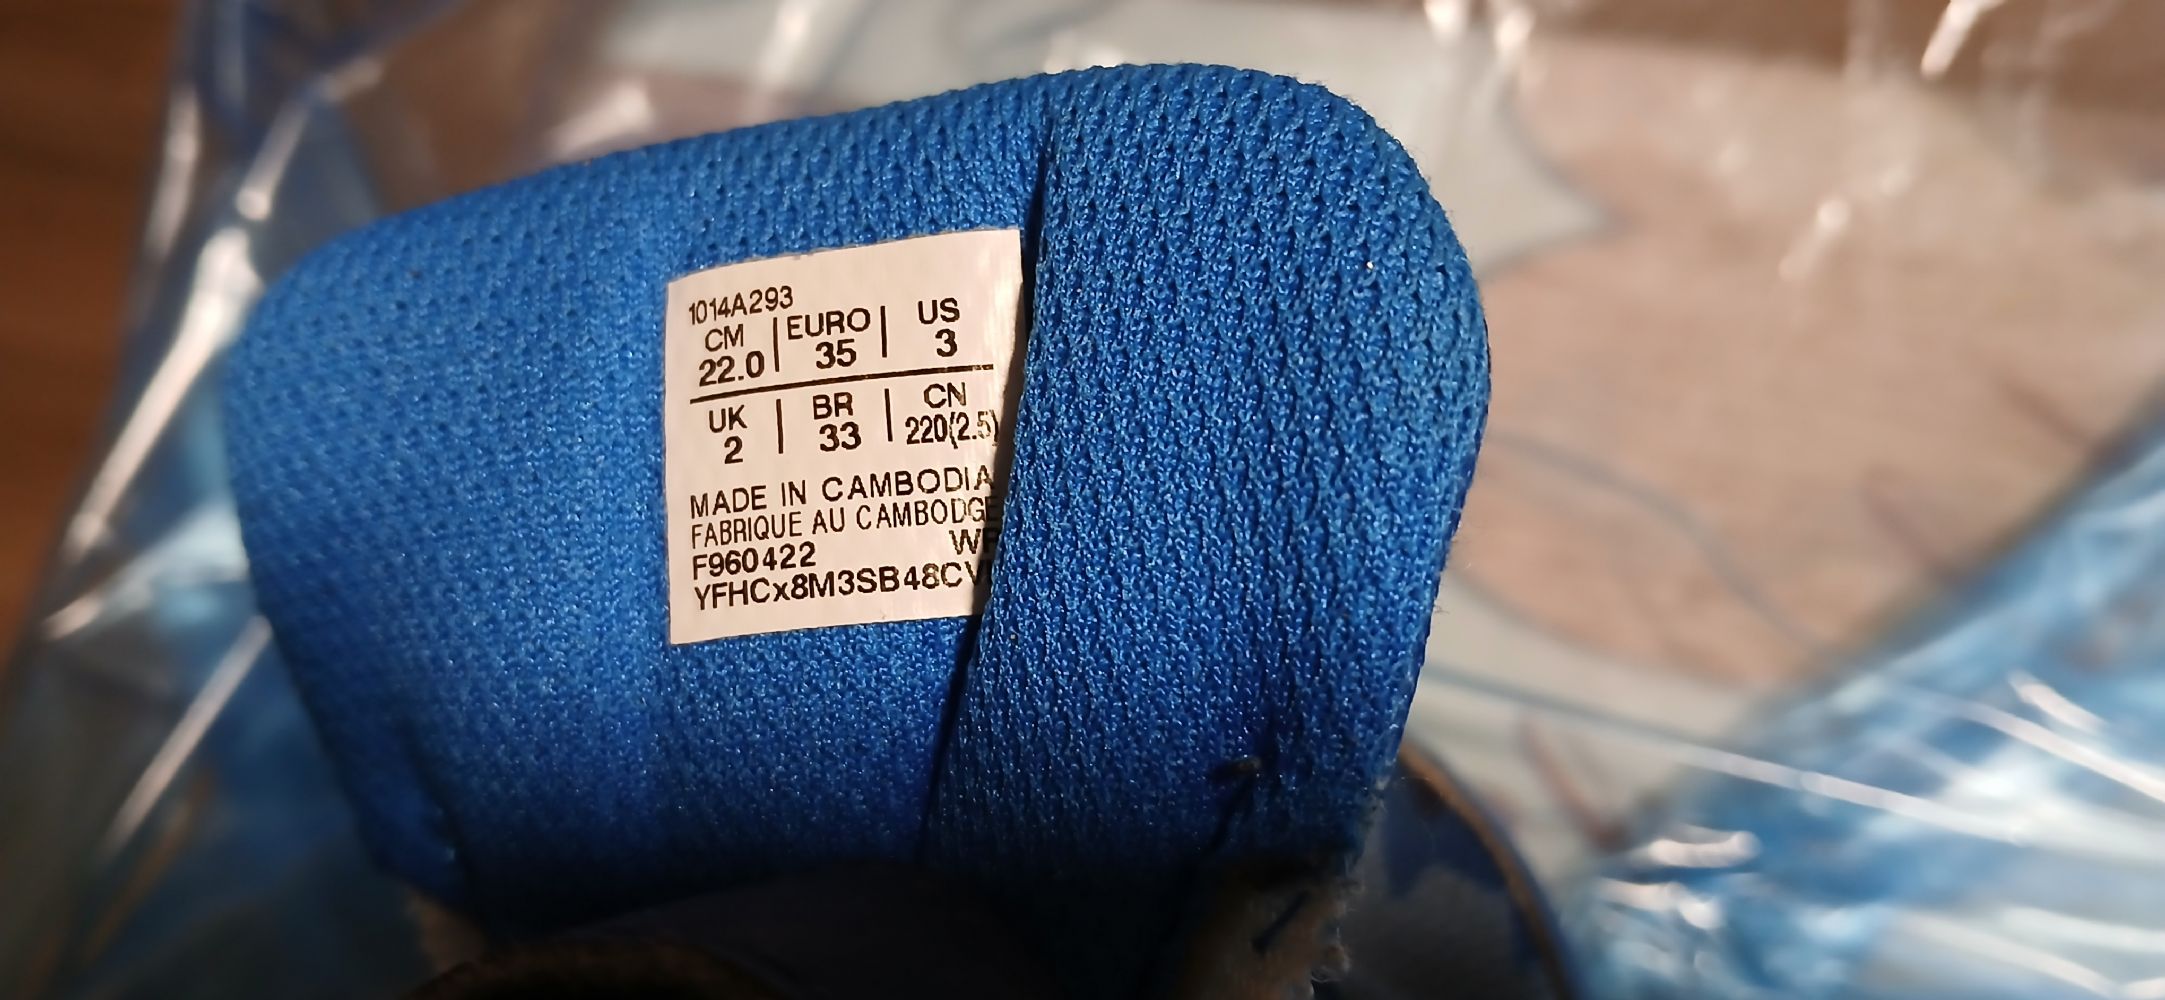 1014A293
CM | EURO | US
22.0 | 35 | 3
UK | BR | CN
2 | 33 | 220(2.5)
MADE IN CAMBODIA
FABRIQUE AU CAMBODGE
F960422
YFHCx8M3SB48CV